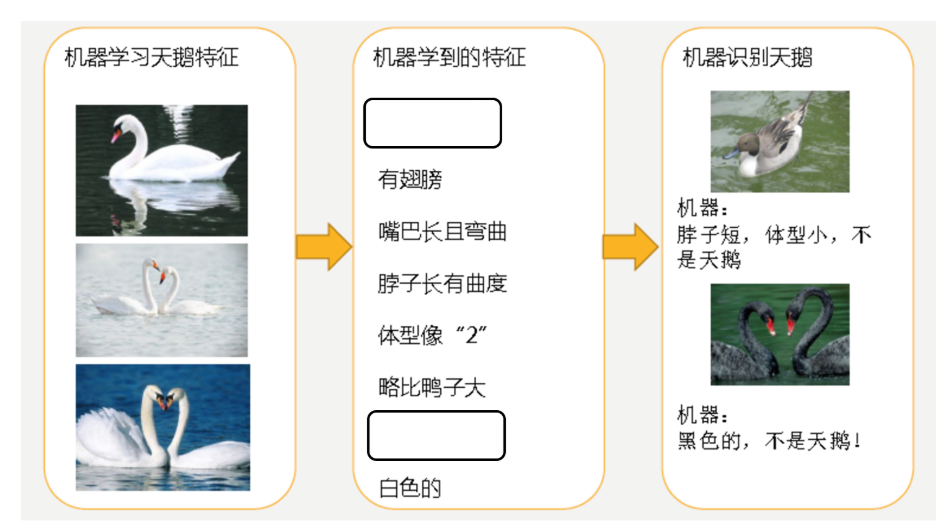 机器学习天鹅特征
机器学到的特征
有翅膀
嘴巴长且弯曲
脖子长有曲度
体型像“2”
略比鸭子大
白色的
机器识别天鹅
机器：
脖子短，体型小，不
是天鹅
机器：
黑色的，不是天鹅！